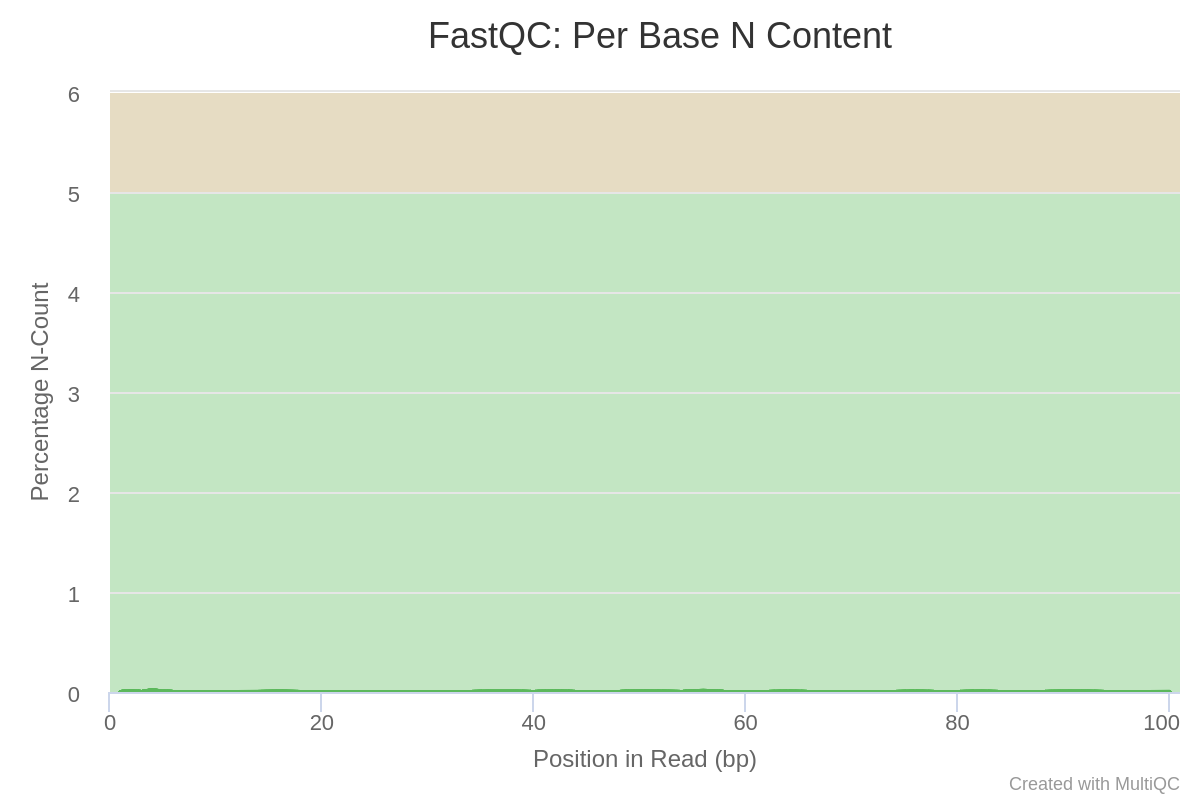 FastQC: Per Base N Content
Percentage N-Count
6
5
4
3
2
1
0
0 20 40 60 80 100
Position in Read (bp)
Created with MultiQC